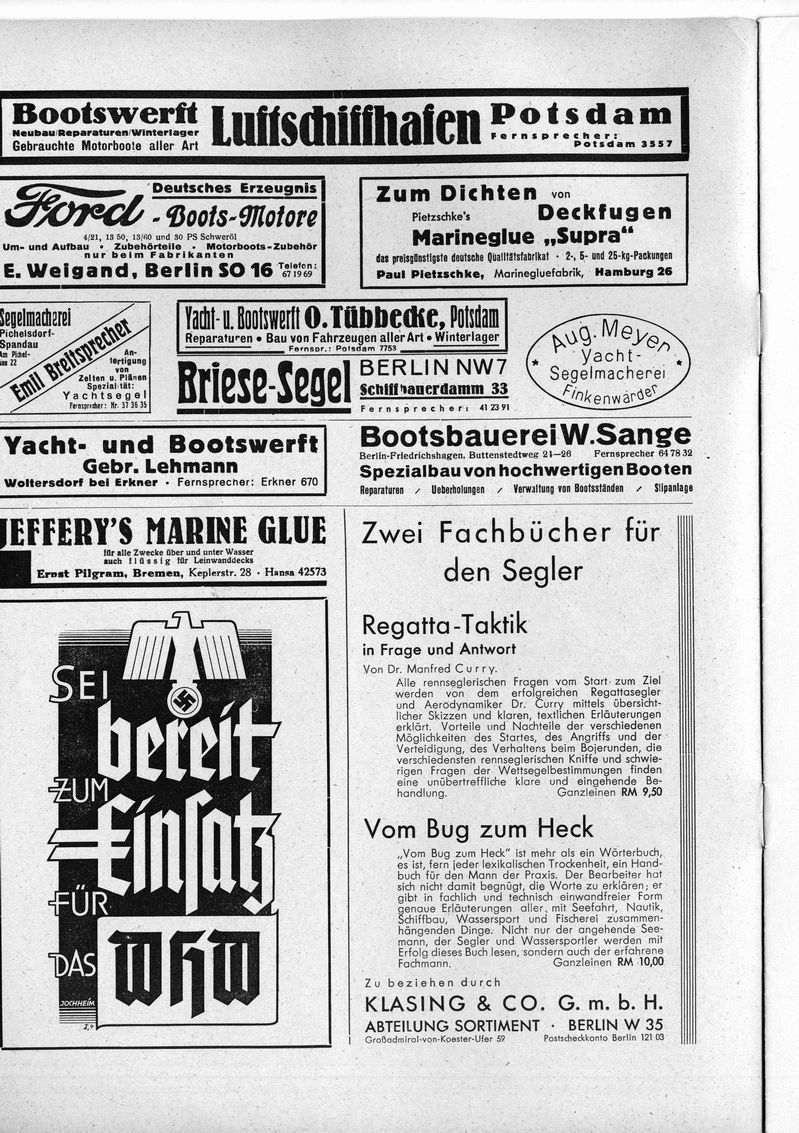 Bootswerft
Neubau/Reparaturen/Winterlager
Gebrauchte Motorboote aller Art
Luftschiffhafen
Potsdam
Fernsprecher:
Potsdam 3557
Deutsches Erzeugnis
Ford - Boots-Motore
4/21, 13 50, 13/60 und 30 PS Schweröl
Um- und Aufbau • Zubehörteile • Motorboots-Zubehör
nur beim Fabrikanten
E. Weigand, Berlin SO 16 Telefon: 67 19 69
Zum Dichten von
Pietzschke's Deckfugen
Marineglue „Supra"
das preisgünstigste deutsche Qualitätsfabrikat · 2-, 5- und 25-kg-Packungen
Paul Pietzschke, Marinegluefabrik, Hamburg 26
Segelmacherei
Pichelsdorf-
Spandau
Am Pichel-
see 22
Emil Breitsprecher
An-
fertigung
von
Zelten u. Plänen
Spezialität:
Yachtsegel
Fernsprecher: Nr. 37 36 35
Yacht- u. Bootswerft O. Tübbecke, Potsdam
Reparaturen • Bau von Fahrzeugen aller Art • Winterlager
Fernspr.: Potsdam 7753
Briese-Segel
BERLIN NW7
Schiffbauerdamm 33
Fernsprecher: 41 23 91
Aug. Meyer
Yacht-
Segelmacherei
Finkenwärder
Yacht- und Bootswerft
Gebr. Lehmann
Woltersdorf bei Erkner · Fernsprecher: Erkner 670
Bootsbauerei W. Sange
Berlin-Friedrichshagen, Buttenstedtweg 21—26 Fernsprecher 64 78 32
Spezialbau von hochwertigen Booten
Reparaturen / Ueberholungen / Verwaltung von Bootsständen / Slipanlage
JEFFERY'S MARINE GLUE
für alle Zwecke über und unter Wasser
auch flüssig für Leinwanddecks
Ernst Pilgram, Bremen, Keplerstr. 28 · Hansa 42573
SEI
bereit
ZUM
Einsatz
FÜR
DAS
WHW
JOCHHEIM
Zwei Fachbücher für
den Segler
Regatta-Taktik
in Frage und Antwort
Von Dr. Manfred Curry.
Alle rennseglerischen Fragen vom Start zum Ziel
werden von dem erfolgreichen Regattasegler
und Aerodynamiker Dr. Curry mittels übersicht-
licher Skizzen und klaren, textlichen Erläuterungen
erklärt. Vorteile und Nachteile der verschiedenen
Möglichkeiten des Startes, des Angriffs und der
Verteidigung, des Verhaltens beim Bojerunden, die
verschiedensten rennseglerischen Kniffe und schwie-
rigen Fragen der Wettsegelbestimmungen finden
eine unübertreffliche klare und eingehende Be-
handlung. Ganzleinen RM 9,50
Vom Bug zum Heck
„Vom Bug zum Heck" ist mehr als ein Wörterbuch,
es ist, fern jeder lexikalischen Trockenheit, ein Hand-
buch für den Mann der Praxis. Der Bearbeiter hat
sich nicht damit begnügt, die Worte zu erklären; er
gibt in fachlich und technisch einwandfreier Form
genaue Erläuterungen aller, mit Seefahrt, Nautik,
Schiffbau, Wassersport und Fischerei zusammen-
hängenden Dinge. Nicht nur der angehende See-
mann, der Segler und Wassersportler werden mit
Erfolg dieses Buch lesen, sondern auch der erfahrene
Fachmann. Ganzleinen RM 10,00
Zu beziehen durch
KLASING & CO. G. m. b. H.
ABTEILUNG SORTIMENT · BERLIN W 35
Großadmiral-von-Koester-Ufer 59 Postscheckkonto Berlin 121 03